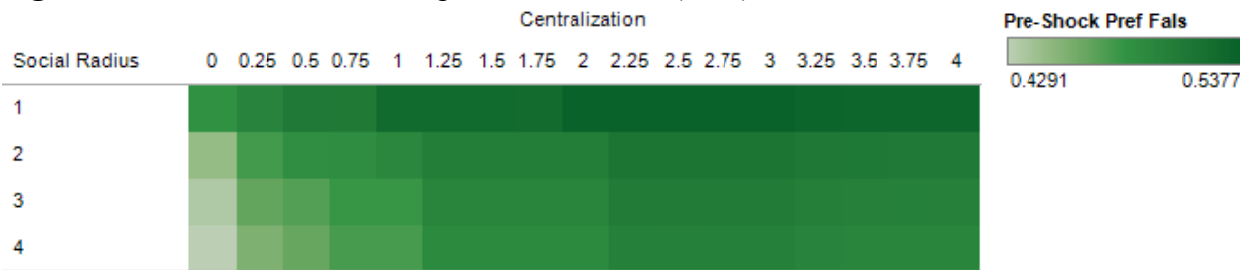 Centralization
Pre-Shock Pref Fals
Social Radius 0 0.25 0.5 0.75 1 1.25 1.5 1.75 2 2.25 2.5 2.75 3 3.25 3.5 3.75 4
0.4291 0.5377
1
2
3
4